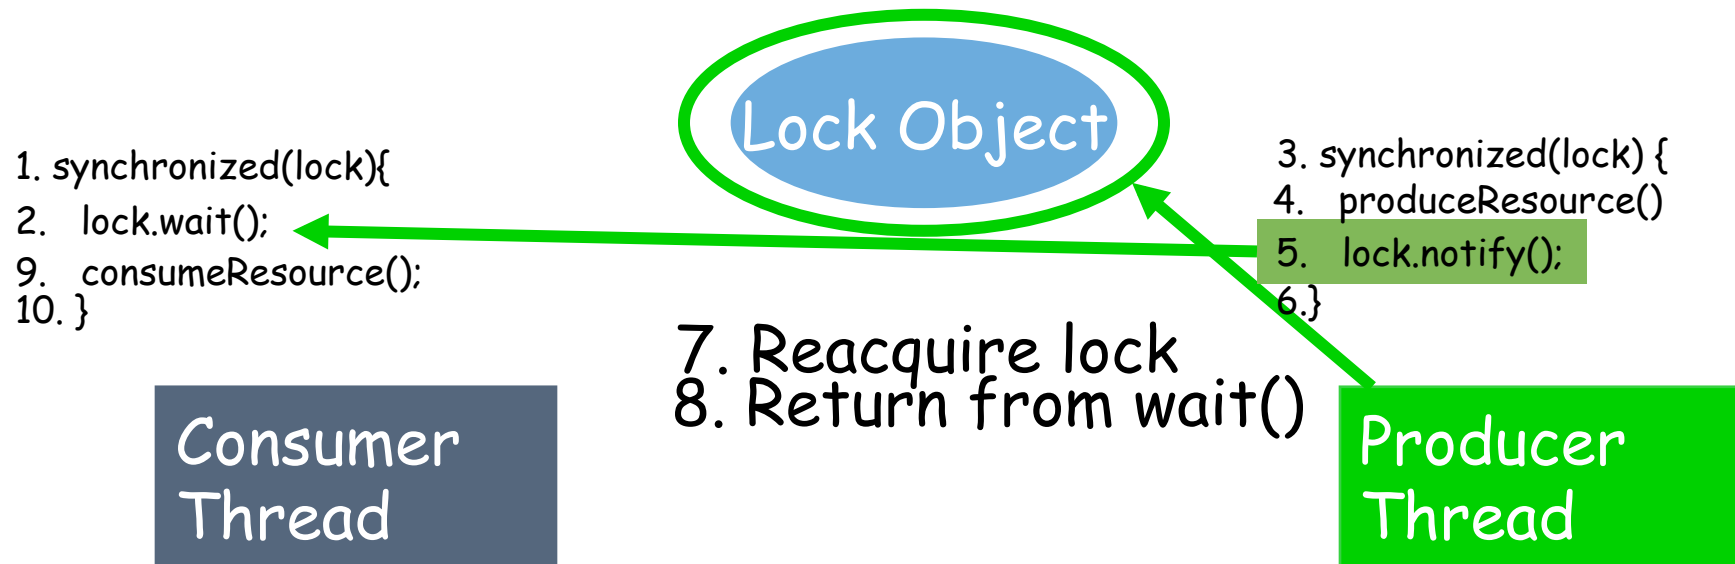 Lock Object
1. synchronized(lock){
2. lock.wait();
9. consumeResource();
10. }
3. synchronized(lock) {
4. produceResource()
5. lock.notify();
6.}
7. Reacquire lock
8. Return from wait()
Consumer
Thread
Producer
Thread